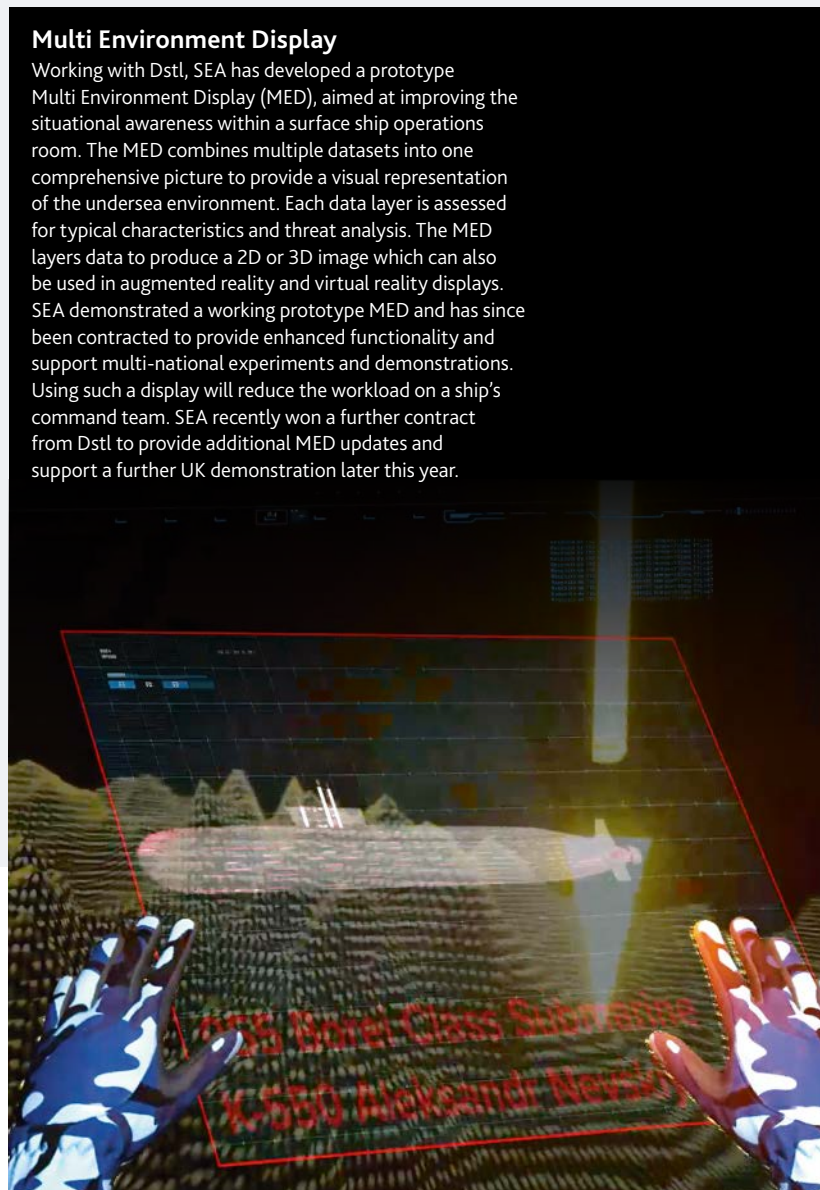 Multi Environment Display
Working with Dstl, SEA has developed a prototype
Multi Environment Display (MED), aimed at improving the
situational awareness within a surface ship operations
room. The MED combines multiple datasets into one
comprehensive picture to provide a visual representation
of the undersea environment. Each data layer is assessed
for typical characteristics and threat analysis. The MED
layers data to produce a 2D or 3D image which can also
be used in augmented reality and virtual reality displays.
SEA demonstrated a working prototype MED and has since
been contracted to provide enhanced functionality and
support multi-national experiments and demonstrations.
Using such a display will reduce the workload on a ship’s
command team. SEA recently won a further contract
from Dstl to provide additional MED updates and
support a further UK demonstration later this year.
Borei Class Submarine
K-550 Aleksandr Nevskiy